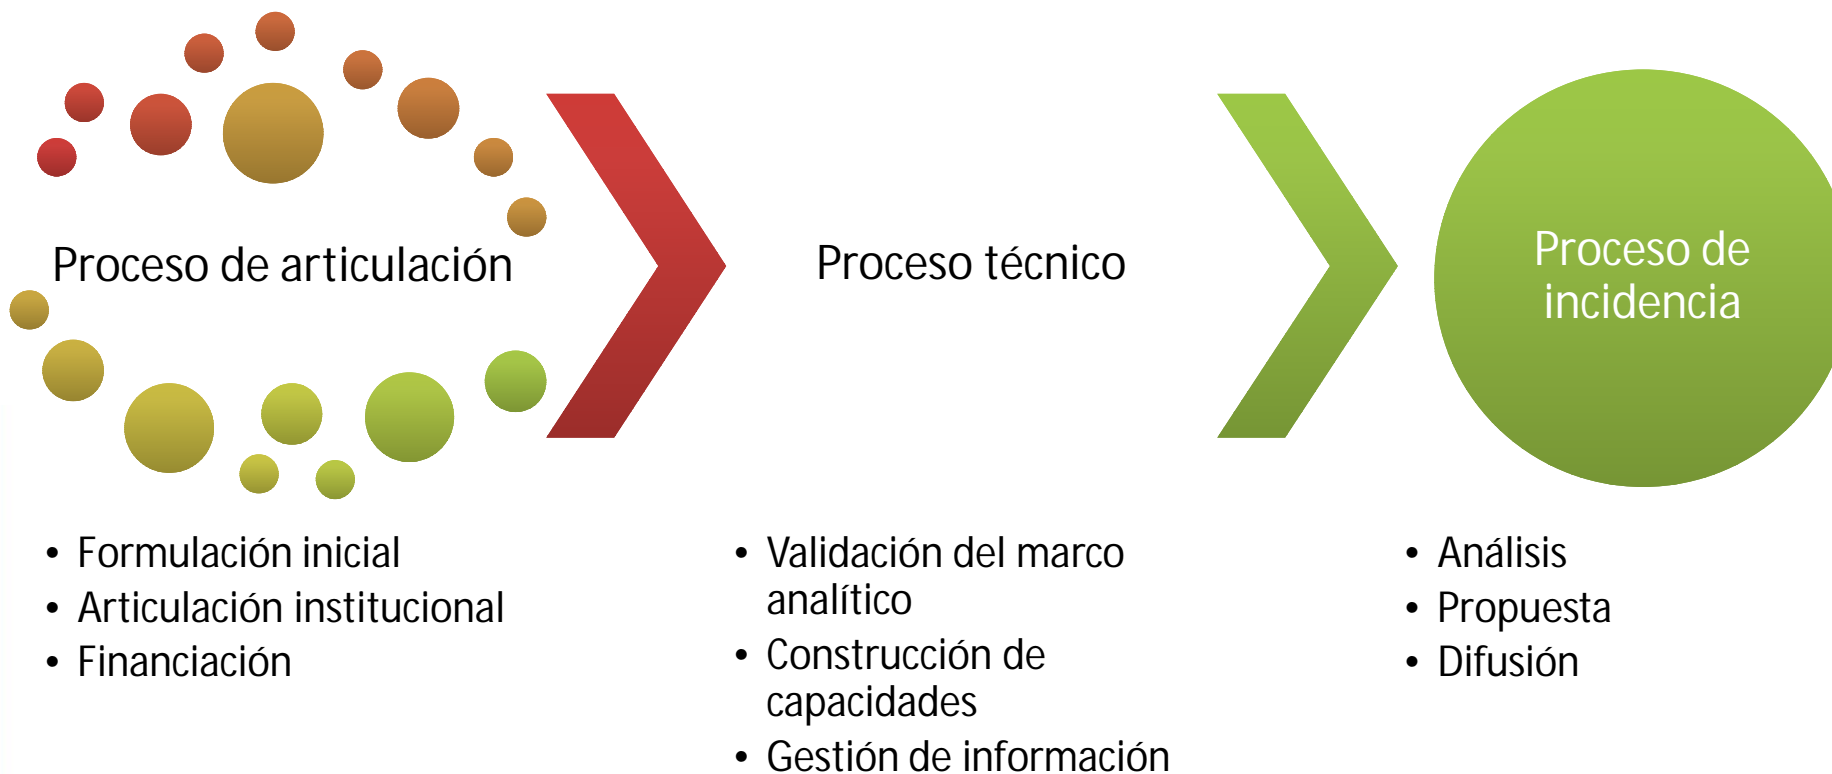 Proceso de articulación
Proceso técnico
Proceso de
incidencia
• Formulación inicial
• Articulación institucional
• Financiación
• Validación del marco
analítico
• Construcción de
capacidades
• Gestión de información
• Análisis
• Propuesta
• Difusión